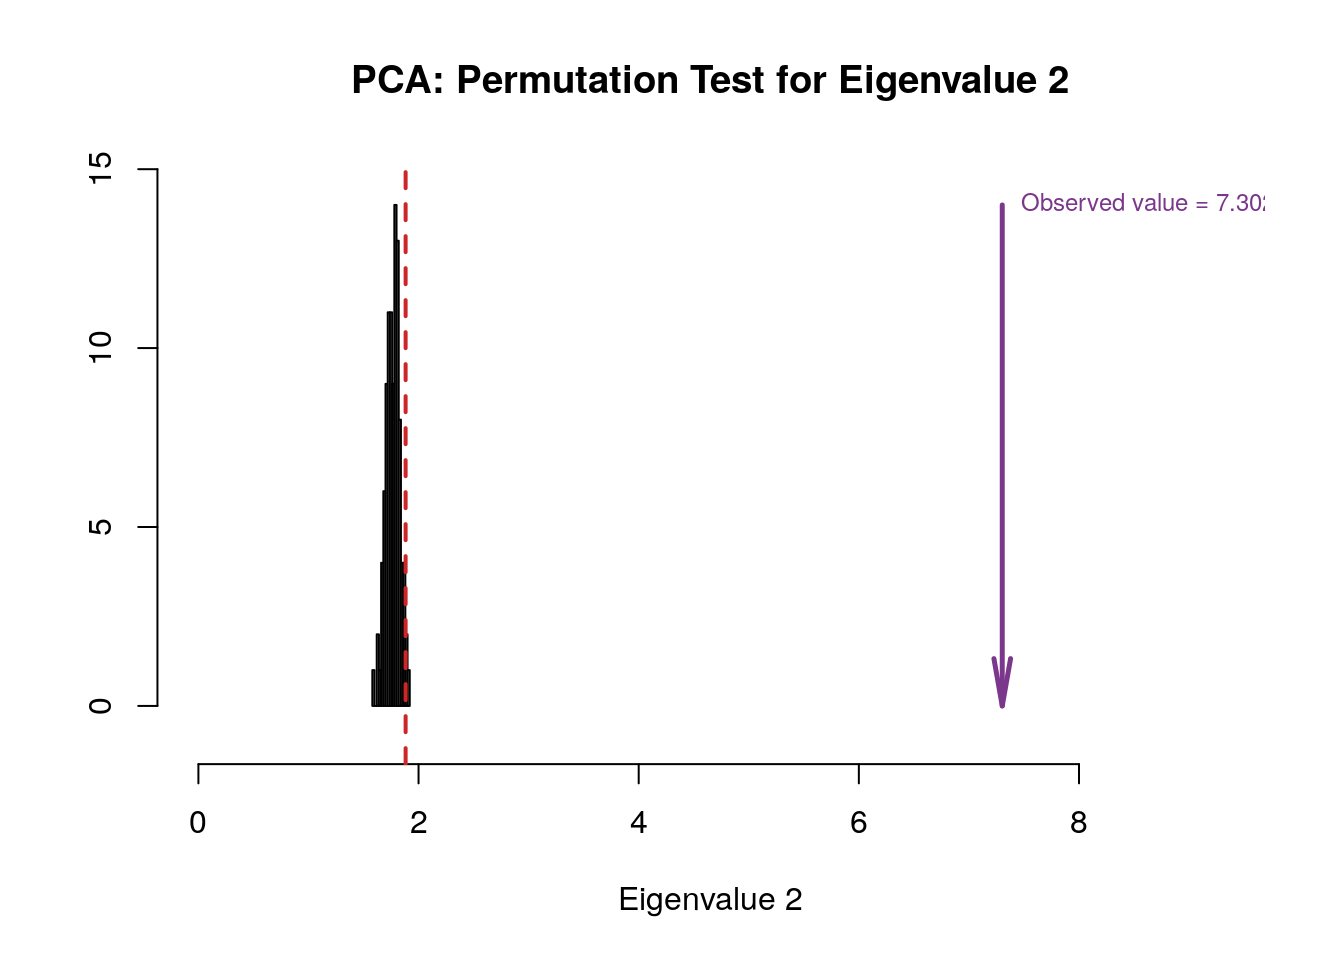 PCA: Permutation Test for Eigenvalue 2
15
10
5
0
Observed value = 7.302
0 2 4 6 8
Eigenvalue 2